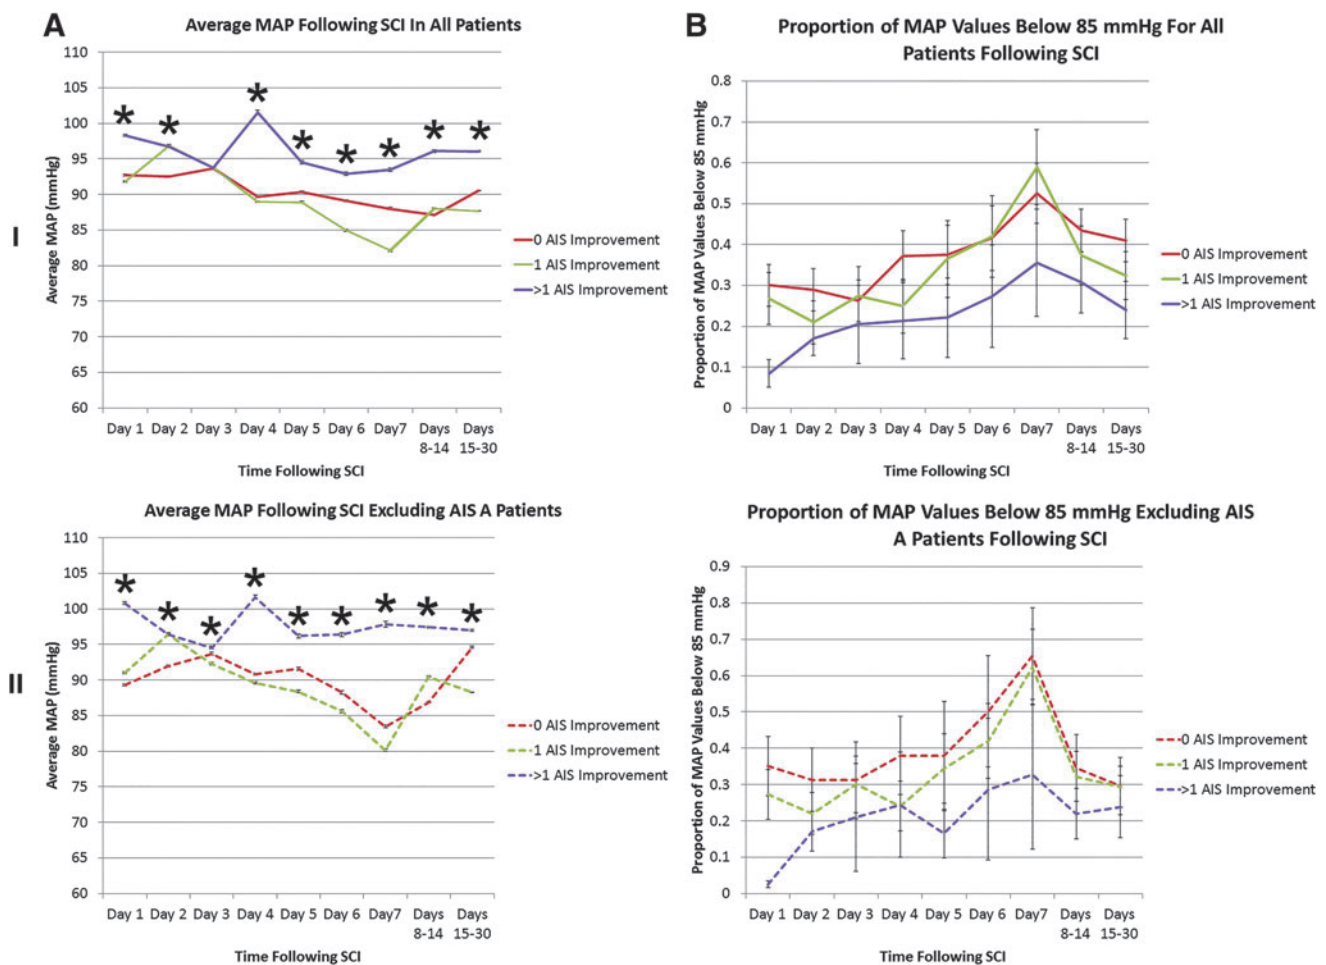 A
Average MAP Following SCI In All Patients
110
105
100
95
90
85
80
75
70
65
60
Average MAP (mmHg)
* * * * * * * *
0 AIS Improvement
1 AIS Improvement
>1 AIS Improvement
Day 1 Day 2 Day 3 Day 4 Day 5 Day 6 Day7 Days Days
8-14 15-30
Time Following SCI
I
B
Proportion of MAP Values Below 85 mmHg For All
Patients Following SCI
0.8
0.7
0.6
0.5
0.4
0.3
0.2
0.1
0
Proportion of MAP Values Below 85 mmHg
0 AIS Improvement
1 AIS Improvement
>1 AIS Improvement
Day 1 Day 2 Day 3 Day 4 Day 5 Day 6 Day7 Days Days
8-14 15-30
Time Following SCI
II
Average MAP Following SCI Excluding AIS A Patients
110
105
100
95
90
85
80
75
70
65
60
Average MAP (mmHg)
* * * * * * * * *
0 AIS Improvement
1 AIS Improvement
>1 AIS Improvement
Day 1 Day 2 Day 3 Day 4 Day 5 Day 6 Day7 Days Days
8-14 15-30
Time Following SCI
Proportion of MAP Values Below 85 mmHg Excluding AIS
A Patients Following SCI
0.9
0.8
0.7
0.6
0.5
0.4
0.3
0.2
0.1
0
Proportion of MAP Values Below 85 mmHg
0 AIS Improvement
1 AIS Improvement
>1 AIS Improvement
Day 1 Day 2 Day 3 Day 4 Day 5 Day 6 Day7 Days Days
8-14 15-30
Time Following SCI